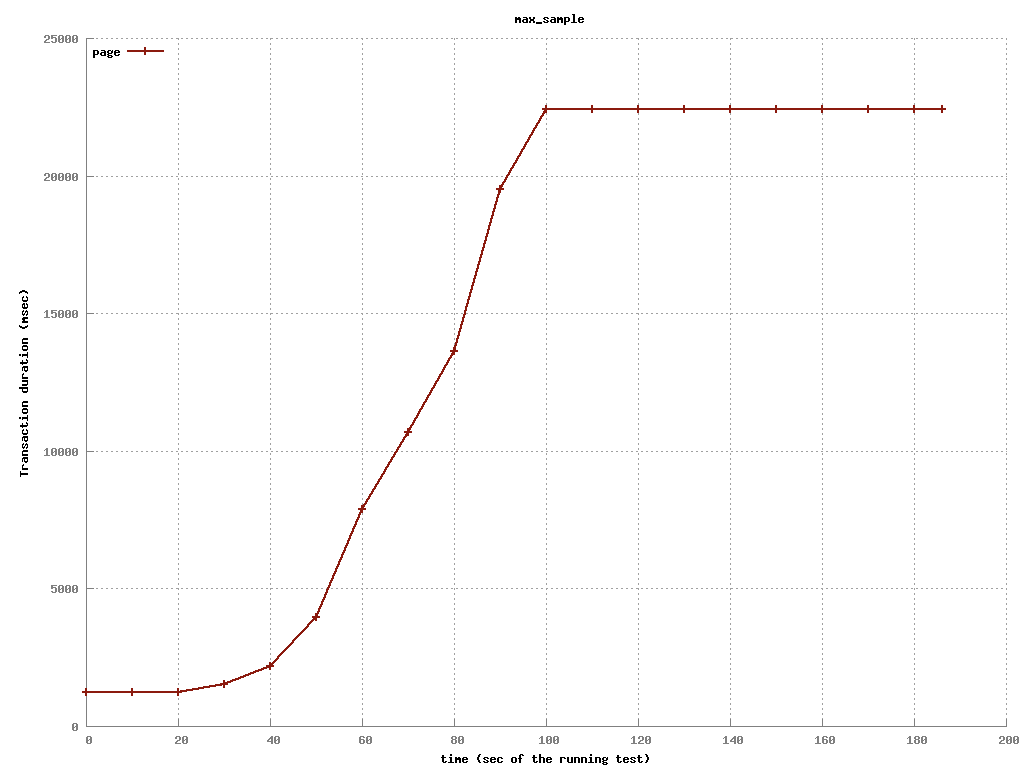 max_sample
page
25000
20000
15000
10000
5000
0
Transaction duration (msec)
0 20 40 60 80 100 120 140 160 180 200
time (sec of the running test)